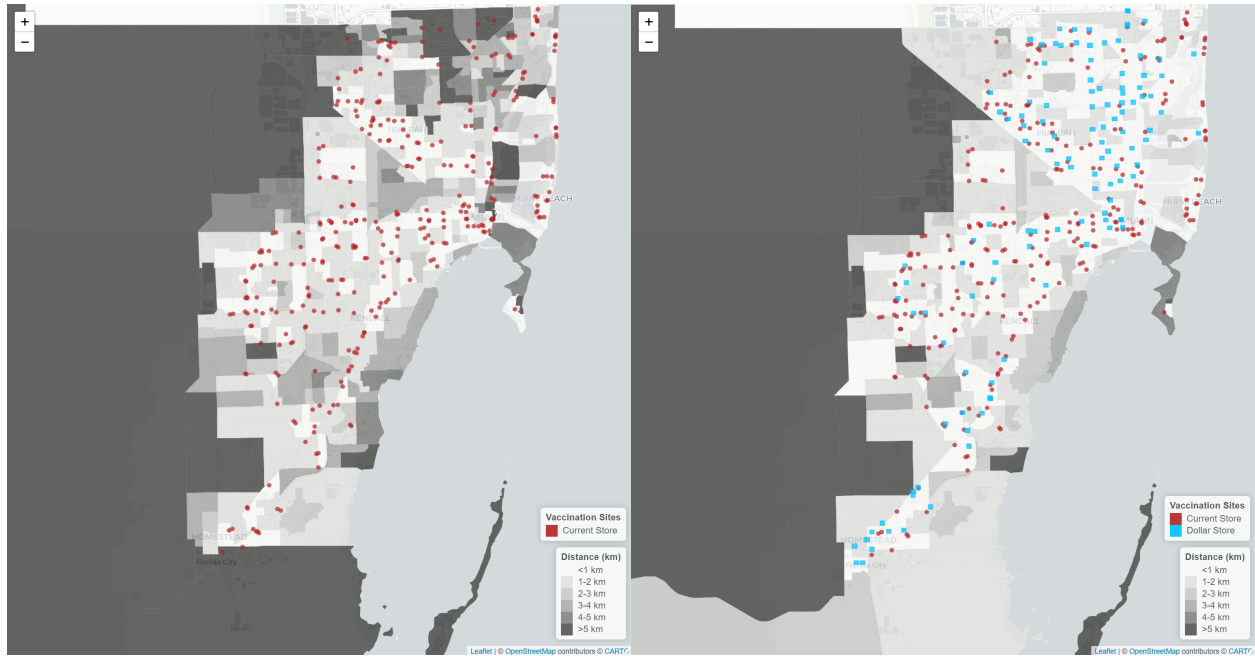 +
−
HIALEAH
MIAMI BEACH
MIAMI
KENDALL
HOMESTEAD
Florida City
Vaccination Sites
Current Store
Distance (km)
<1 km
1-2 km
2-3 km
3-4 km
4-5 km
>5 km
Leaflet | © OpenStreetMap contributors © CARTO
+
−
HIALEAH
MIAMI BEACH
MIAMI
KENDALL
HOMESTEAD
Florida City
Vaccination Sites
Current Store
Dollar Store
Distance (km)
<1 km
1-2 km
2-3 km
3-4 km
4-5 km
>5 km
Leaflet | © OpenStreetMap contributors © CARTO